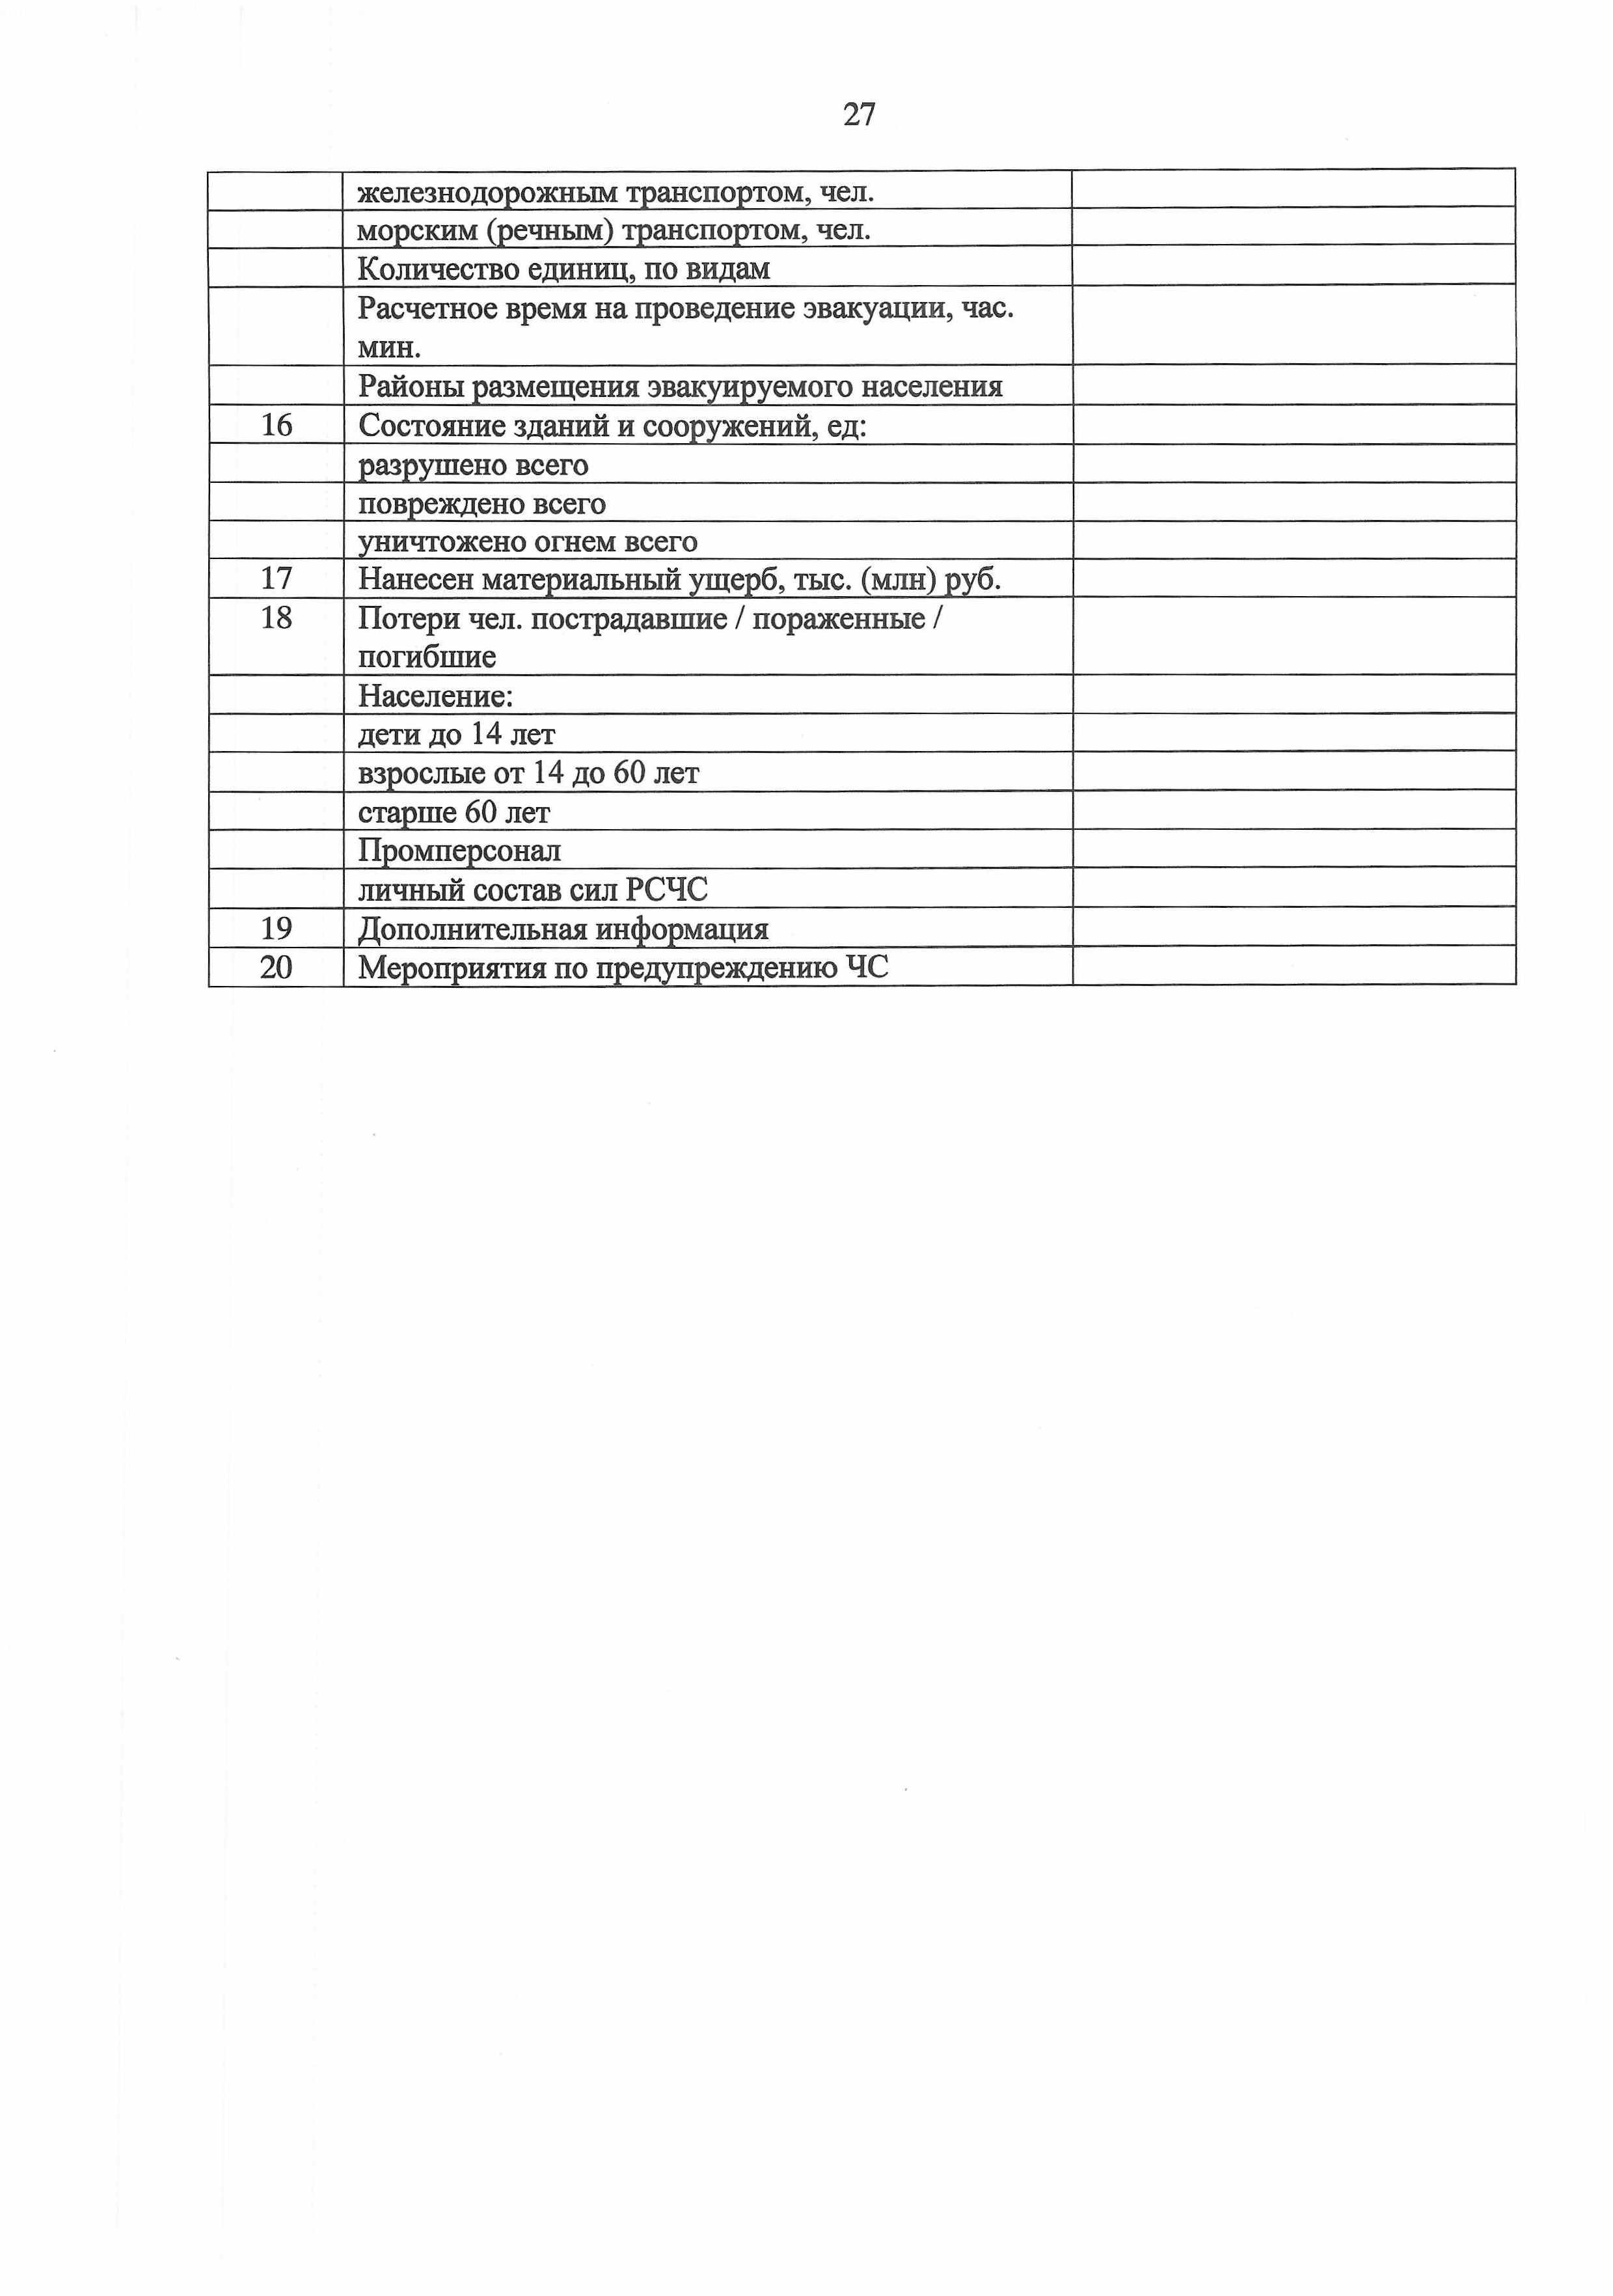 27
железнодорожным транспортом, чел.
морским (речным) транспортом, чел.
Количество единиц, по видам
Расчетное время на проведение эвакуации, час.
мин.
Районы размещения эвакуируемого населения
16 Состояние зданий и сооружений, ед:
разрушено всего
повреждено всего
уничтожено огнем всего
17 Нанесен материальный ущерб, тыс. (млн) руб.
18 Потери чел. пострадавшие / пораженные /
погибшие
Население:
дети до 14 лет
взрослые от 14 до 60 лет
старше 60 лет
Промперсонал
личный состав сил РСЧС
19 Дополнительная информация
20 Мероприятия по предупреждению ЧС